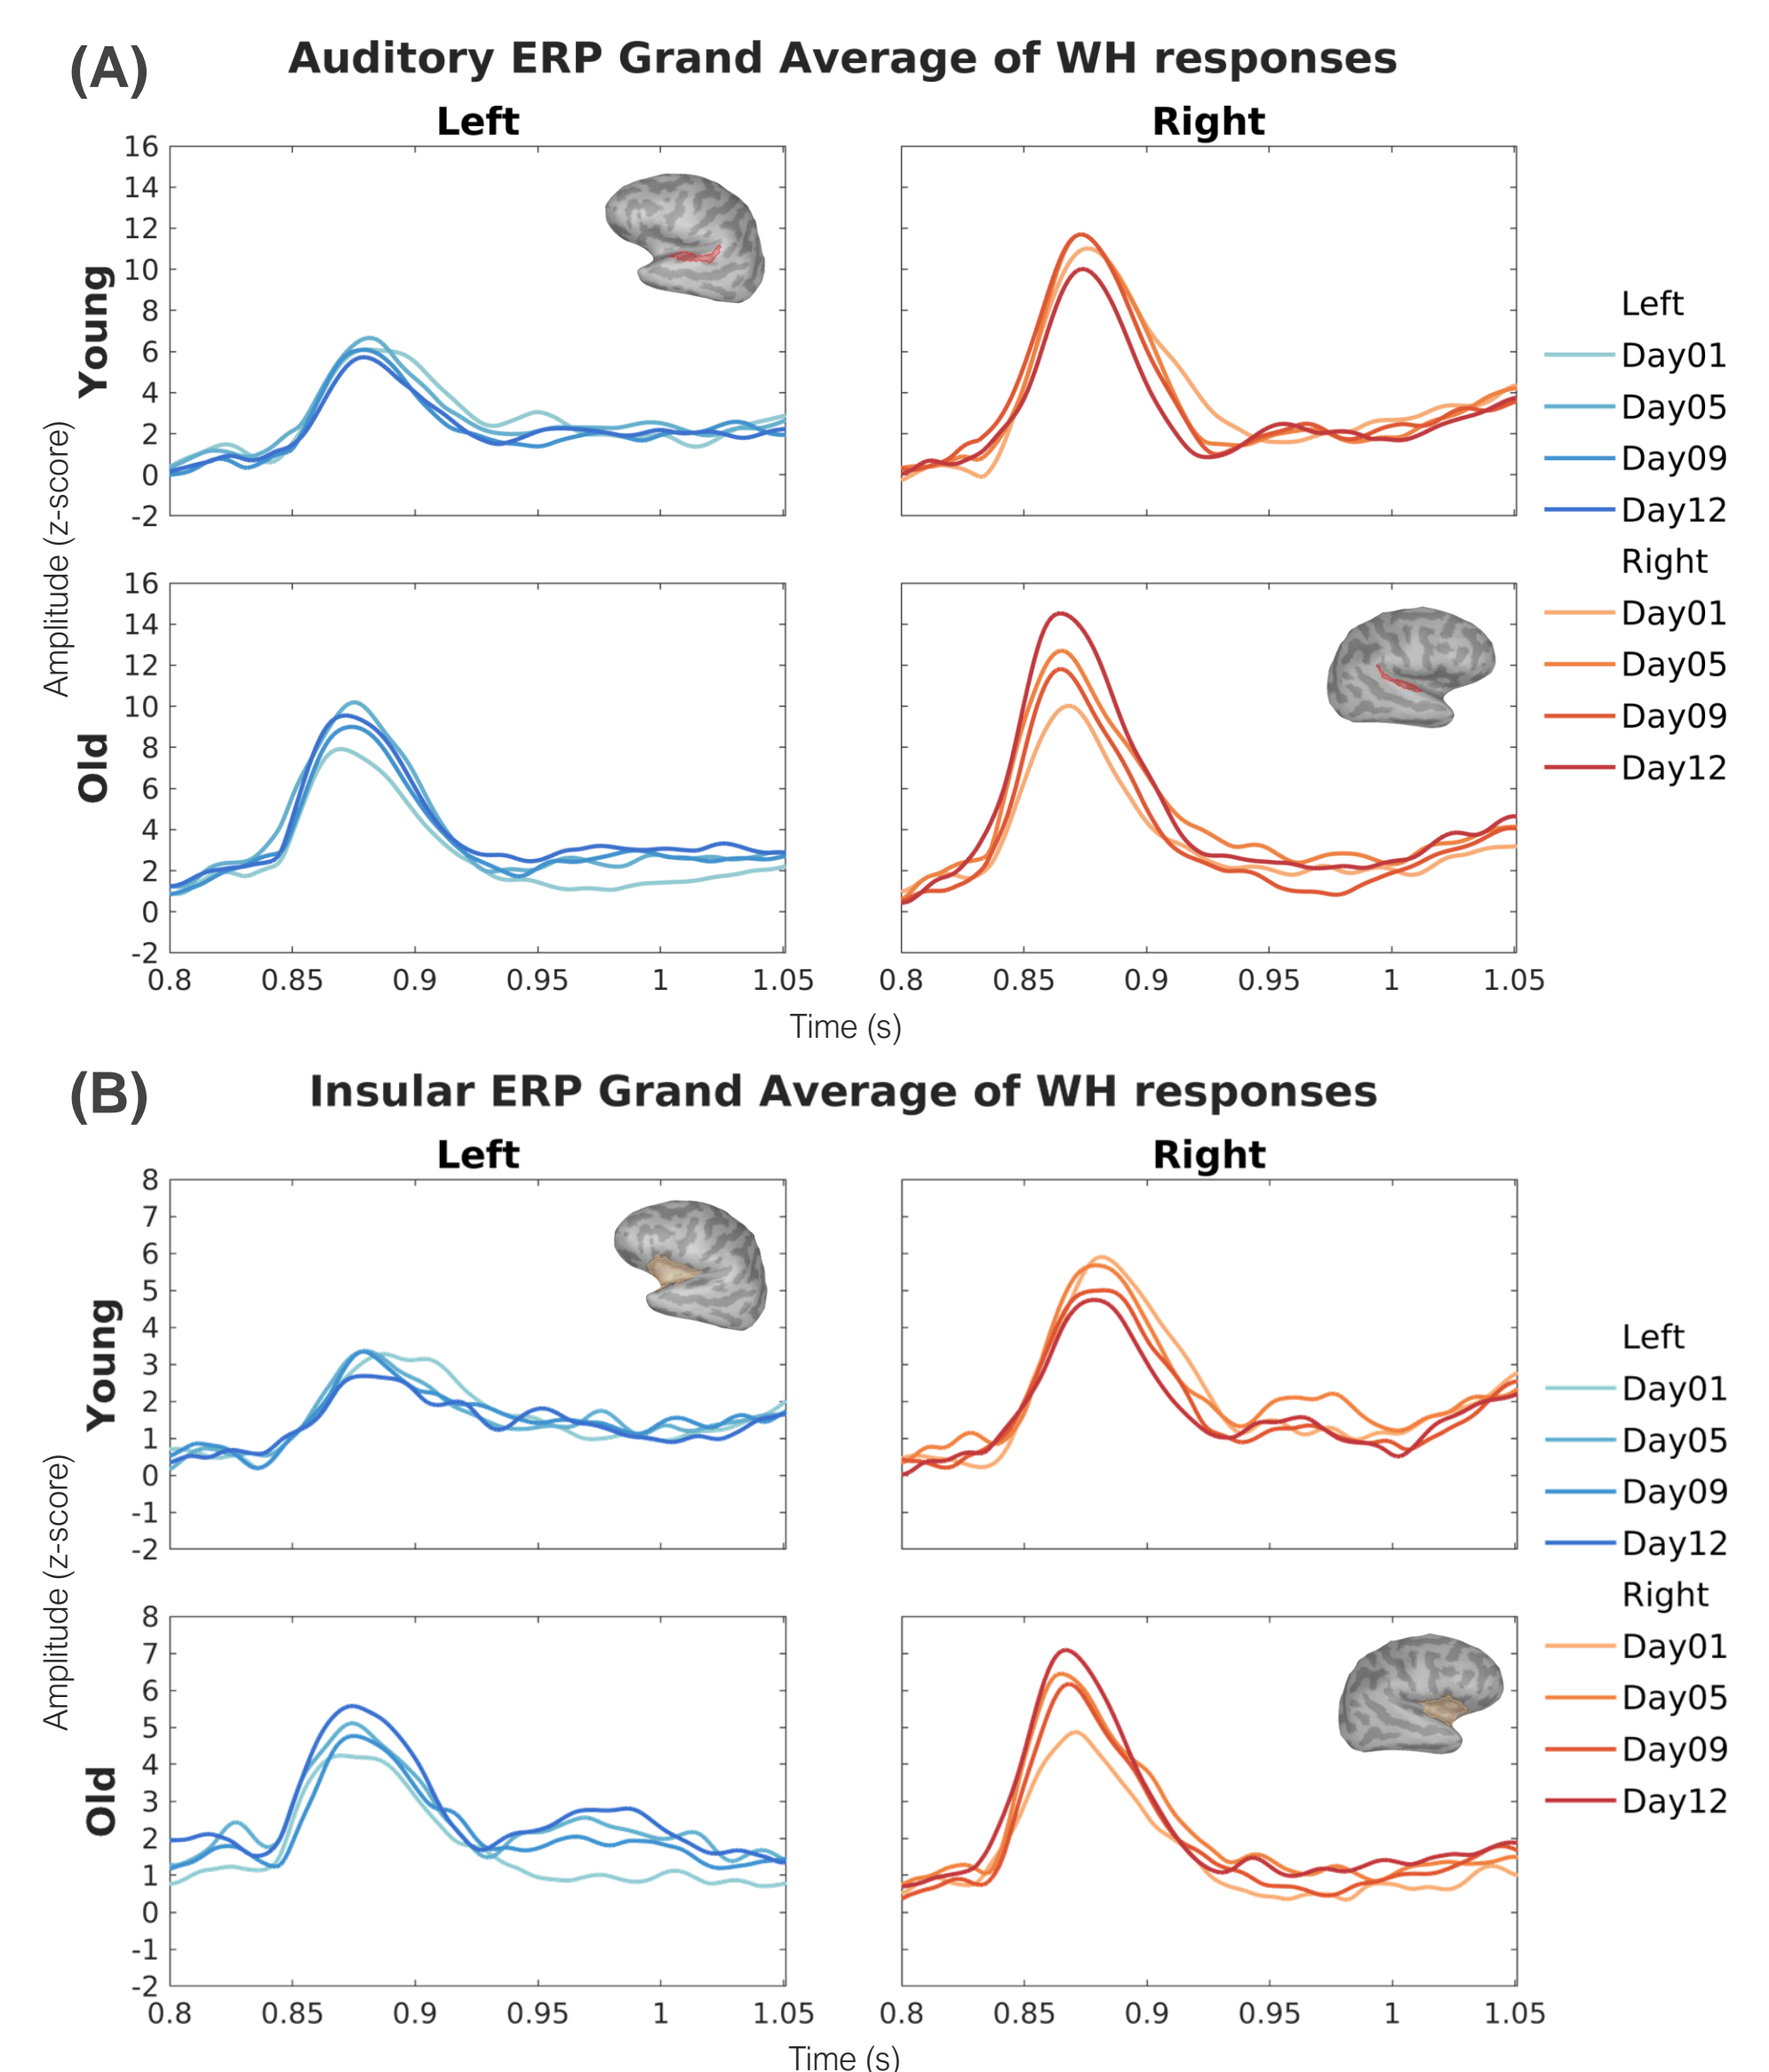 (A)
Auditory ERP Grand Average of WH responses
Left
Right
Young
16
14
12
10
8
6
4
2
0
-2
Amplitude (z-score)
Old
16
14
12
10
8
6
4
2
0
-2
0.8 0.85 0.9 0.95 1 1.05
0.8 0.85 0.9 0.95 1 1.05
Time (s)
Left
Day01
Day05
Day09
Day12
Right
Day01
Day05
Day09
Day12
(B)
Insular ERP Grand Average of WH responses
Left
Right
Young
8
7
6
5
4
3
2
1
0
-1
-2
Amplitude (z-score)
Old
8
7
6
5
4
3
2
1
0
-1
-2
0.8 0.85 0.9 0.95 1 1.05
0.8 0.85 0.9 0.95 1 1.05
Time (s)
Left
Day01
Day05
Day09
Day12
Right
Day01
Day05
Day09
Day12